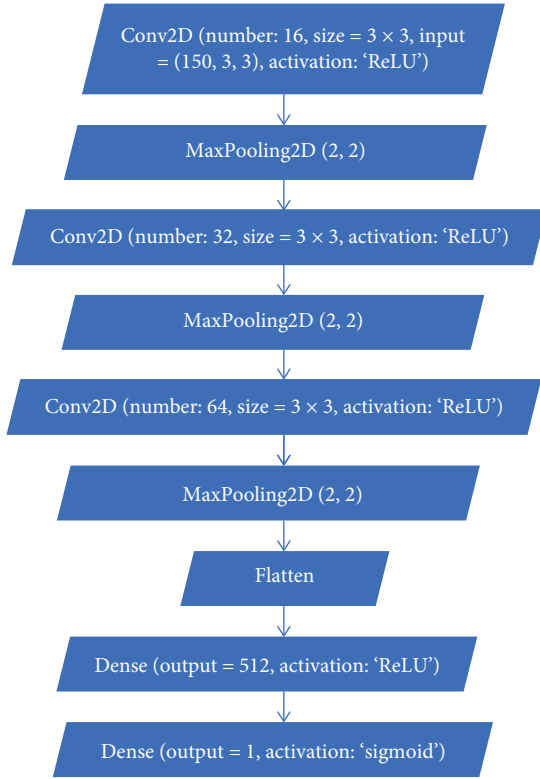 Conv2D (number: 16, size = 3 × 3, input
= (150, 3, 3), activation: ‘ReLU’)
MaxPooling2D (2, 2)
Conv2D (number: 32, size = 3 × 3, activation: ‘ReLU’)
MaxPooling2D (2, 2)
Conv2D (number: 64, size = 3 × 3, activation: ‘ReLU’)
MaxPooling2D (2, 2)
Flatten
Dense (output = 512, activation: ‘ReLU’)
Dense (output = 1, activation: ‘sigmoid’)